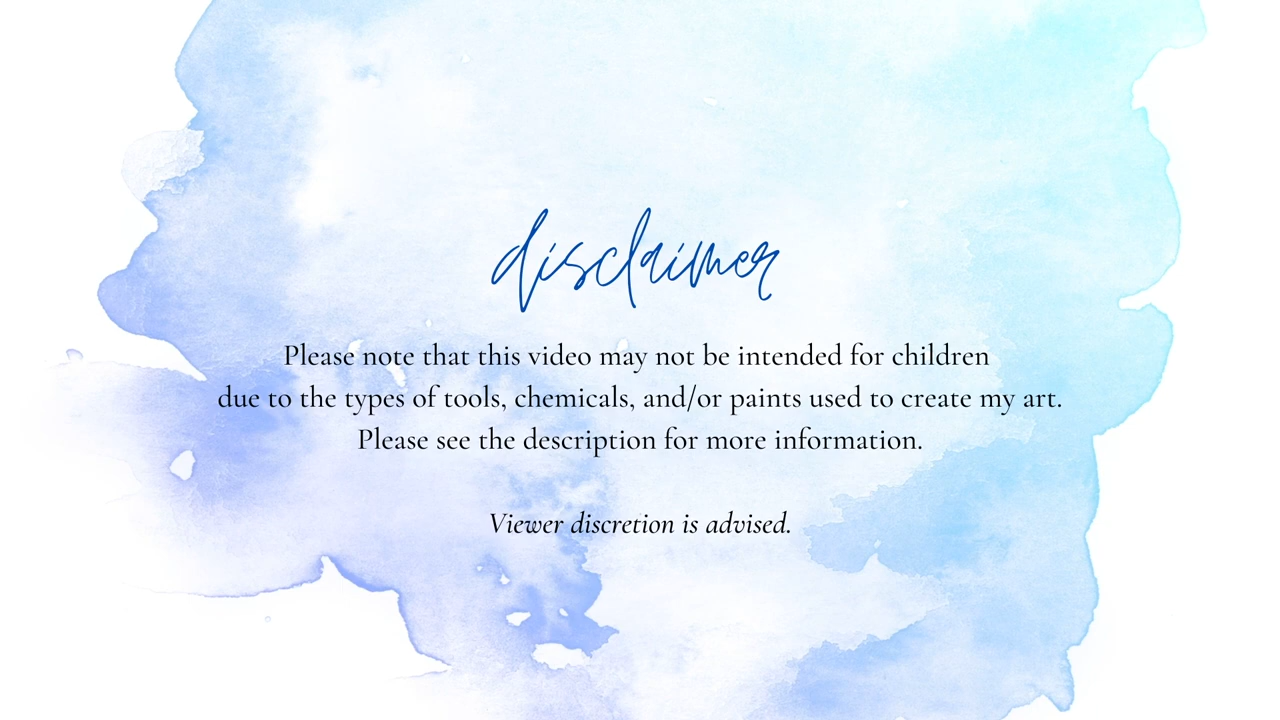 disclaimer
Please note that this video may not be intended for children
due to the types of tools, chemicals, and/or paints used to create my art.
Please see the description for more information.
Viewer discretion is advised.